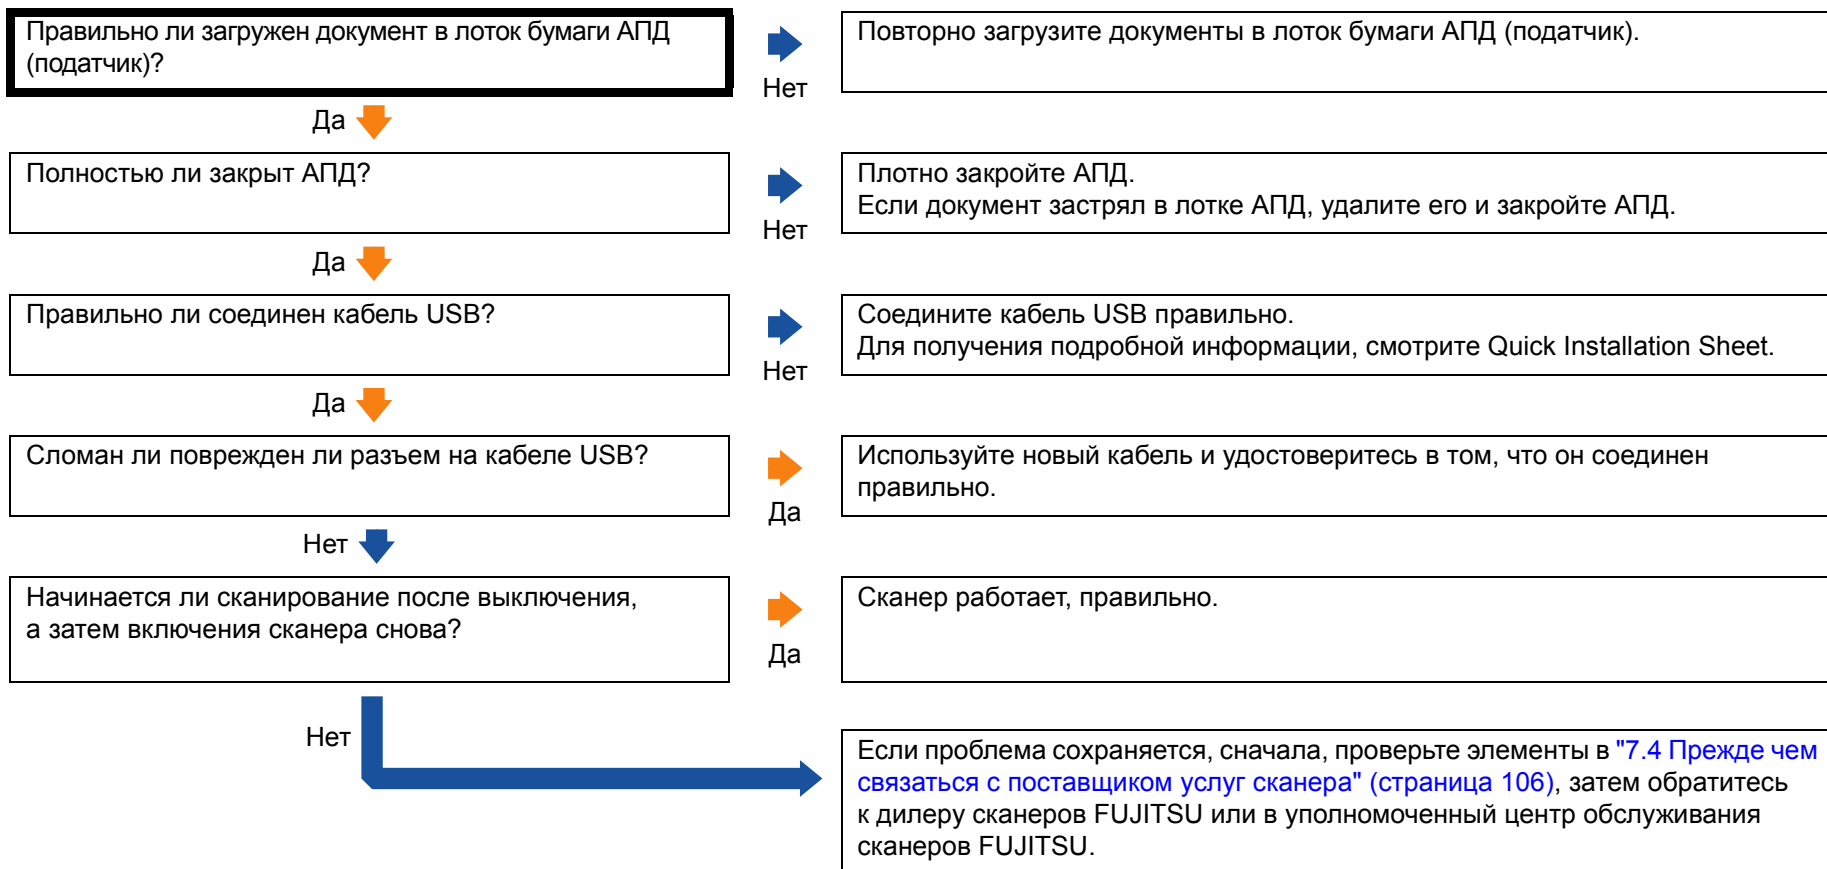 Правильно ли загружен документ в лоток бумаги АПД
(податчик)?
Нет
Повторно загрузите документы в лоток бумаги АПД (податчик).
Да
Полностью ли закрыт АПД?
Нет
Плотно закройте АПД.
Если документ застрял в лотке АПД, удалите его и закройте АПД.
Да
Правильно ли соединен кабель USB?
Нет
Соедините кабель USB правильно.
Для получения подробной информации, смотрите Quick Installation Sheet.
Да
Сломан ли поврежден ли разъем на кабеле USB?
Да
Используйте новый кабель и удостоверитесь в том, что он соединен
правильно.
Нет
Начинается ли сканирование после выключения,
а затем включения сканера снова?
Да
Сканер работает, правильно.
Нет
Если проблема сохраняется, сначала, проверьте элементы в "7.4 Прежде чем
связаться с поставщиком услуг сканера" (страница 106), затем обратитесь
к дилеру сканеров FUJITSU или в уполномоченный центр обслуживания
сканеров FUJITSU.